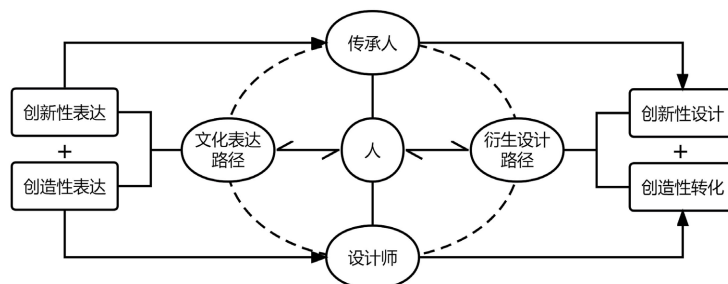 传承人
创新性表达
+
创造性表达
文化表达
路径
人
衍生设计
路径
创新性设计
+
创造性转化
设计师